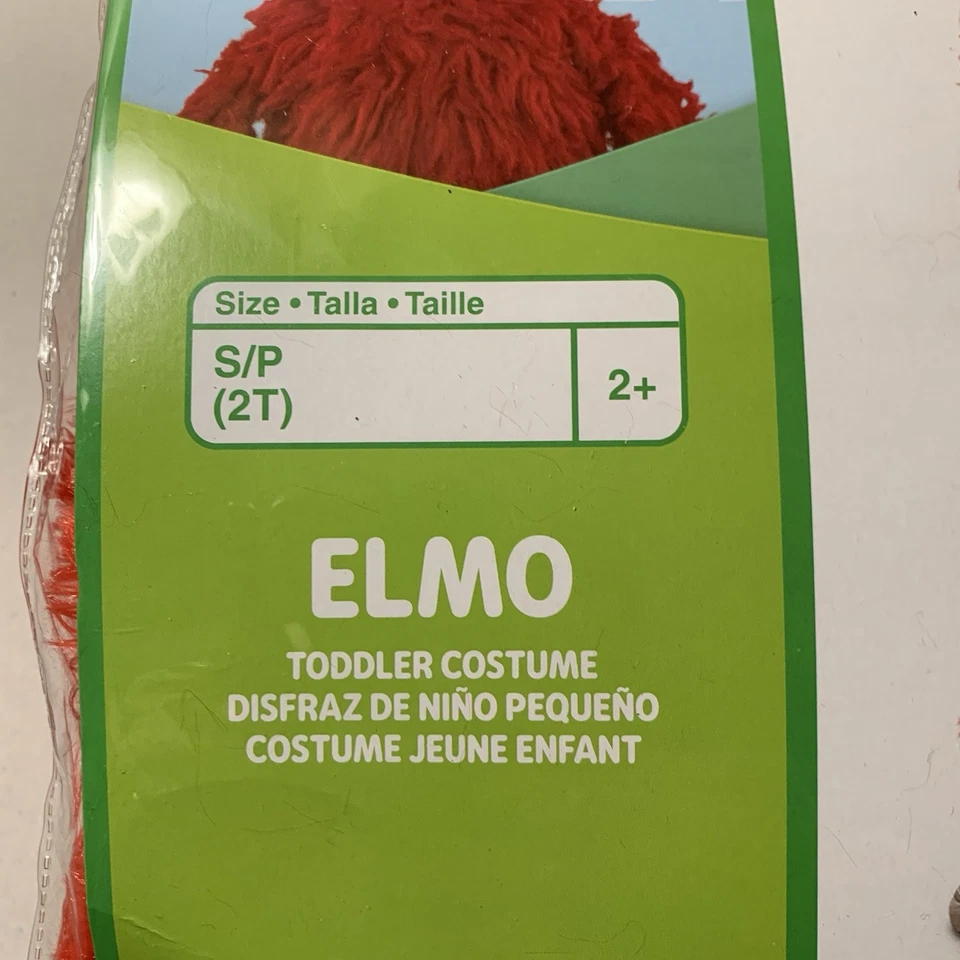 Size • Talla • Taille
S/P
(2T)
2+
ELMO
TODDLER COSTUME
DISFRAZ DE NIÑO PEQUEÑO
COSTUME JEUNE ENFANT